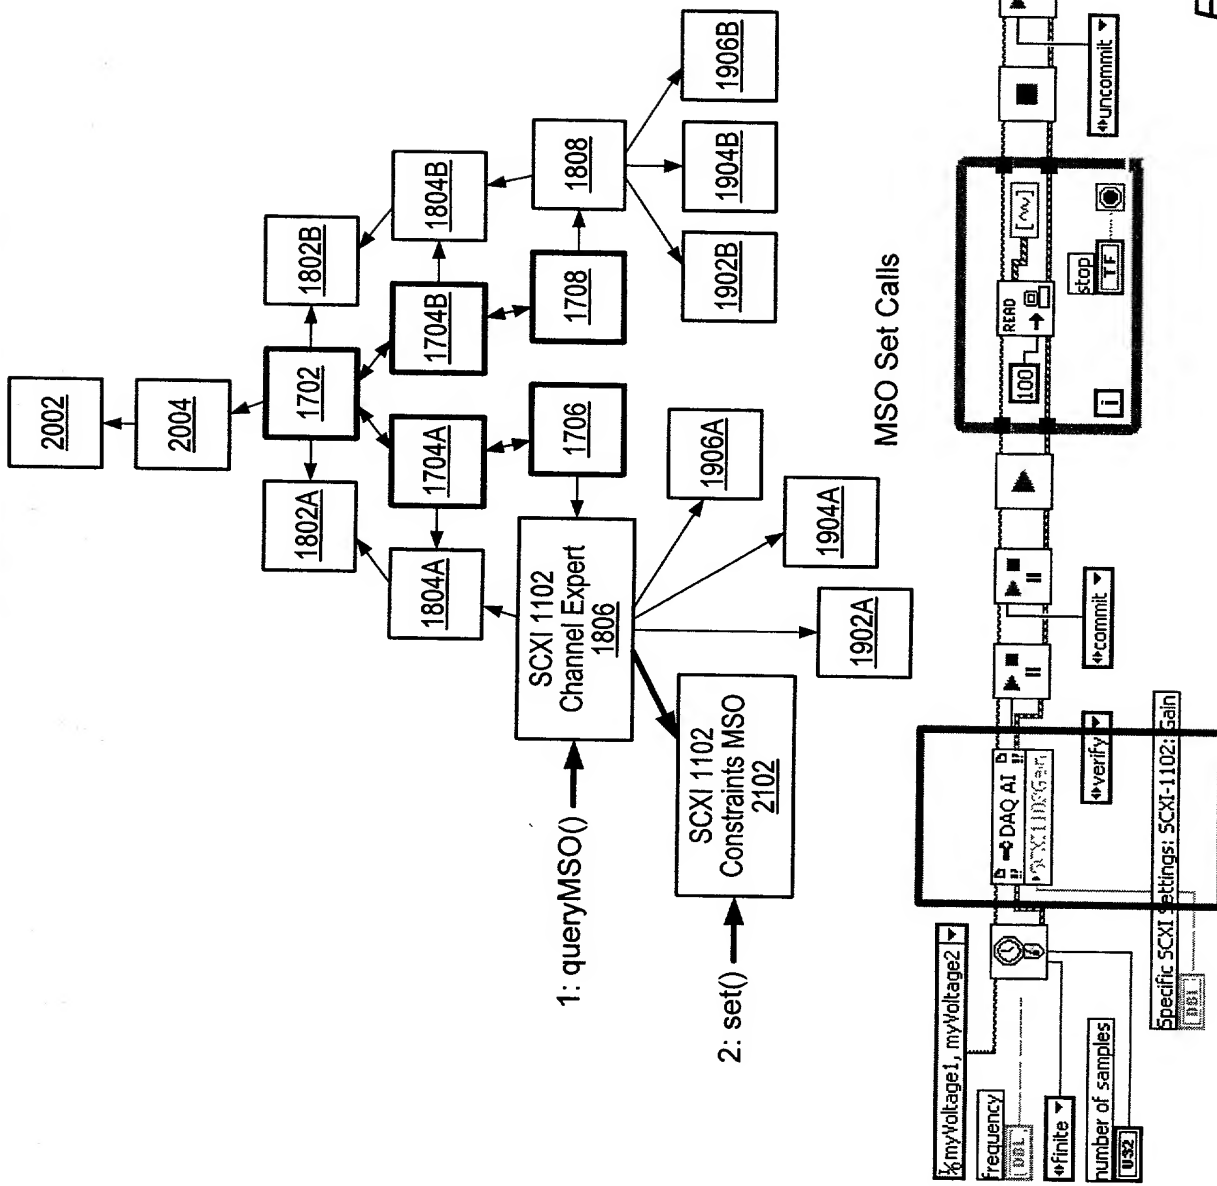 2002
2004
1802A
1702
1802B
1804A
1704A
1704B
1804B
1: queryMSO()
SCXI 1102
Channel Expert
1806
1706
1708
1808
2: set()
SCXI 1102
Constraints MSO
2102
1902A
1904A
1906A
1902B
1904B
1906B
MSO Set Calls
myVoltage1, myVoltage2
frequency
DBL
finite
number of samples
U32
DAQ AI
Specific SCXI Settings: SCXI-1102: Gain
DBL
verify
commit
100
READ
i
stop
TF
uncommit